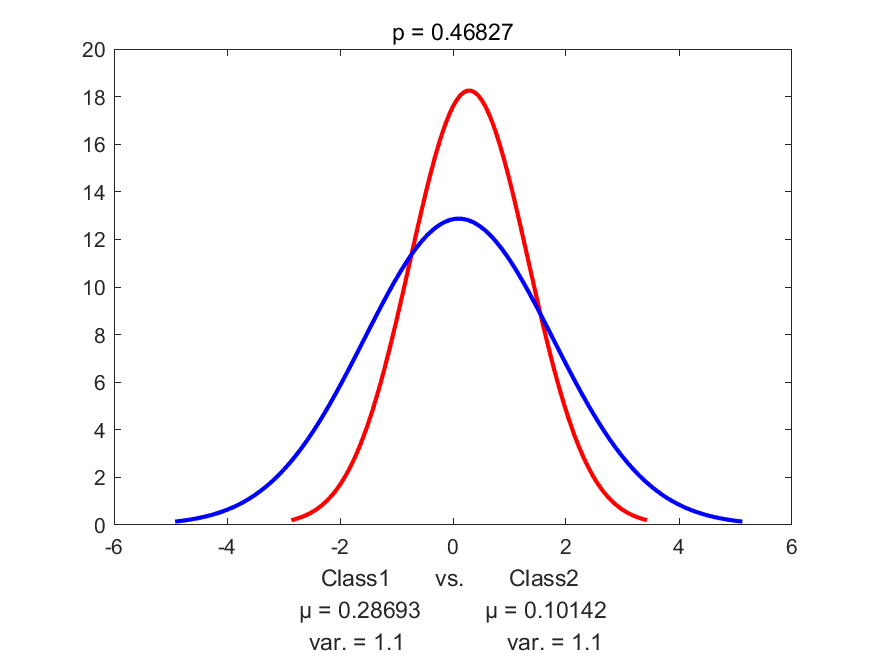 p = 0.46827
20
18
16
14
12
10
8
6
4
2
0
-6 -4 -2 0 2 4 6
Class1 vs. Class2
μ = 0.28693 μ = 0.10142
var. = 1.1 var. = 1.1